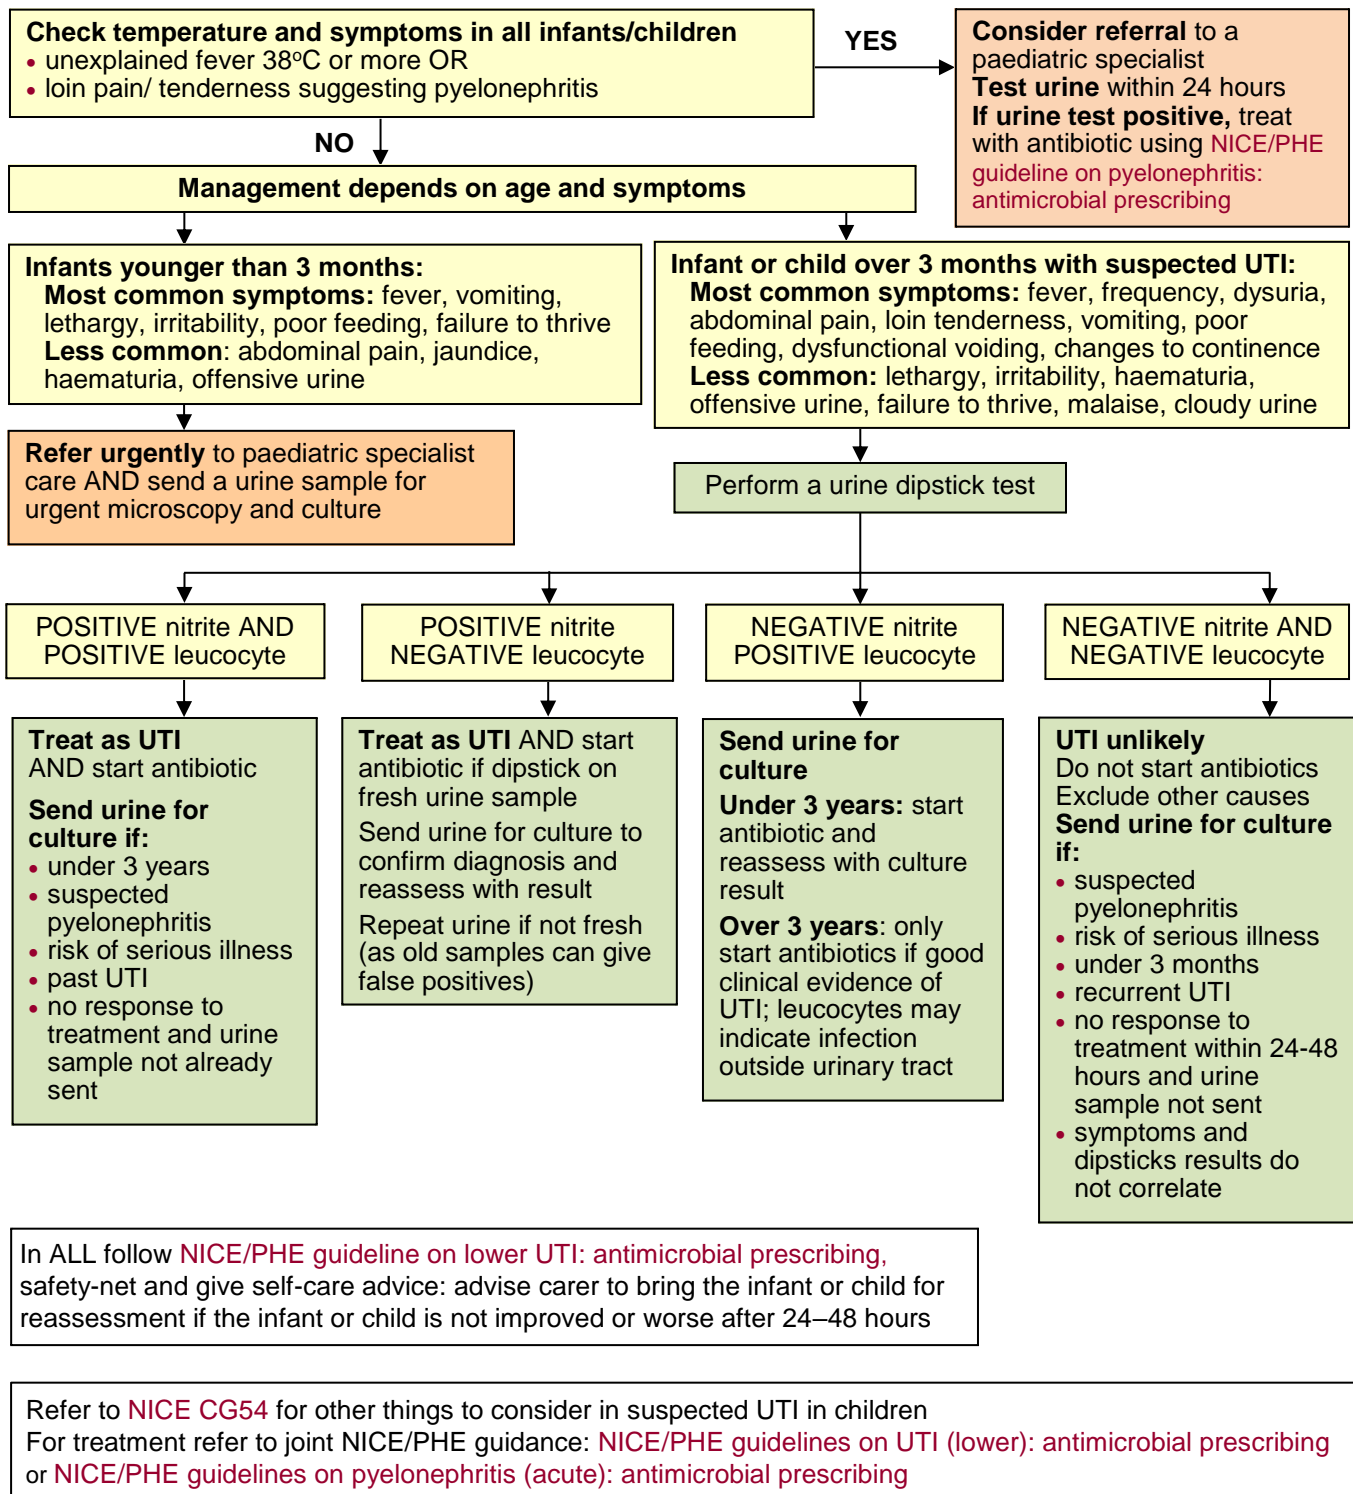 Check temperature and symptoms in all infants/children
• unexplained fever 38°C or more OR
• loin pain/ tenderness suggesting pyelonephritis
YES
Consider referral to a
paediatric specialist
Test urine within 24 hours
If urine test positive, treat
with antibiotic using NICE/PHE
guideline on pyelonephritis:
antimicrobial prescribing
NO
Management depends on age and symptoms
Infants younger than 3 months:
Most common symptoms: fever, vomiting,
lethargy, irritability, poor feeding, failure to thrive
Less common: abdominal pain, jaundice,
haematuria, offensive urine
Infant or child over 3 months with suspected UTI:
Most common symptoms: fever, frequency, dysuria,
abdominal pain, loin tenderness, vomiting, poor
feeding, dysfunctional voiding, changes to continence
Less common: lethargy, irritability, haematuria,
offensive urine, failure to thrive, malaise, cloudy urine
Refer urgently to paediatric specialist
care AND send a urine sample for
urgent microscopy and culture
Perform a urine dipstick test
POSITIVE nitrite AND
POSITIVE leucocyte
POSITIVE nitrite
NEGATIVE leucocyte
NEGATIVE nitrite
POSITIVE leucocyte
NEGATIVE nitrite AND
NEGATIVE leucocyte
Treat as UTI
AND start antibiotic
Send urine for
culture if:
• under 3 years
• suspected
pyelonephritis
• risk of serious illness
• past UTI
• no response to
treatment and urine
sample not already
sent
Treat as UTI AND start
antibiotic if dipstick on
fresh urine sample
Send urine for culture to
confirm diagnosis and
reassess with result
Repeat urine if not fresh
(as old samples can give
false positives)
Send urine for
culture
Under 3 years: start
antibiotic and
reassess with culture
result
Over 3 years: only
start antibiotics if good
clinical evidence of
UTI; leucocytes may
indicate infection
outside urinary tract
UTI unlikely
Do not start antibiotics
Exclude other causes
Send urine for culture
if:
• suspected
pyelonephritis
• risk of serious illness
• under 3 months
• recurrent UTI
• no response to
treatment within 24-48
hours and urine
sample not sent
• symptoms and
dipsticks results do
not correlate
In ALL follow NICE/PHE guideline on lower UTI: antimicrobial prescribing,
safety-net and give self-care advice: advise carer to bring the infant or child for
reassessment if the infant or child is not improved or worse after 24–48 hours
Refer to NICE CG54 for other things to consider in suspected UTI in children
For treatment refer to joint NICE/PHE guidance: NICE/PHE guidelines on UTI (lower): antimicrobial prescribing
or NICE/PHE guidelines on pyelonephritis (acute): antimicrobial prescribing